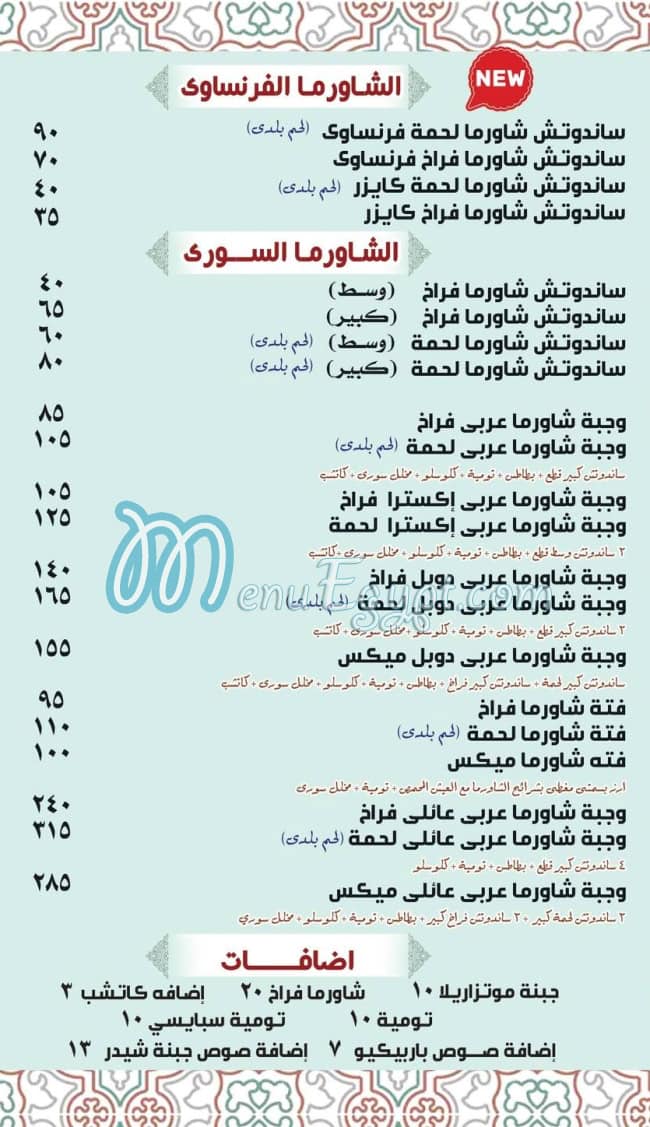 NEW
الشاورما الفرنساوى
ساندوتش شاورما لحمة فرنساوى (لحم بلدى) ٩٠
ساندوتش شاورما فراخ فرنساوى ٧٠
ساندوتش شاورما لحمة كايزر (لحم بلدى) ٤٠
ساندوتش شاورما فراخ كايزر ٣٥
الشاورما السورى
ساندوتش شاورما فراخ (وسط) ٤٠
ساندوتش شاورما فراخ (كبير) ٦٥
ساندوتش شاورما لحمة (وسط) (لحم بلدى) ٦٠
ساندوتش شاورما لحمة (كبير) (لحم بلدى) ٨٠
وجبة شاورما عربى فراخ ٨٥
وجبة شاورما عربى لحمة (لحم بلدى) ١٠٥
ساندوتش كبير قطع + بطاطس + تومية + كلوسلو + مخلل سورى + كاتشب
وجبة شاورما عربى إكسترا فراخ ١٠٥
وجبة شاورما عربى إكسترا لحمة ١٢٥
٢ ساندوتش وسط قطع + بطاطس + تومية + كلوسلو + مخلل سورى + كاتشب
وجبة شاورما عربى دوبل فراخ ١٤٠
وجبة شاورما عربى دوبل لحمة (لحم بلدى) ١٦٥
٢ ساندوتش كبير قطع + بطاطس + تومية + كلوسلو + مخلل سورى + كاتشب
وجبة شاورما عربى دوبل ميكس ١٥٥
ساندوتش كبير لحمة + ساندوتش كبير فراخ + بطاطس + تومية + كلوسلو + مخلل سورى + كاتشب
فتة شاورما فراخ ٩٥
فتة شاورما لحمة (لحم بلدى) ١١٠
فته شاورما ميكس ١٠٠
ارز بسمتى مغطى بشرائح الشاورما مع العيش المحمص + تومية + مخلل سورى
وجبة شاورما عربى عائلى فراخ ٢٤٠
وجبة شاورما عربى عائلى لحمة (لحم بلدى) ٣١٥
٤ ساندوتش كبير قطع + بطاطس + تومية + كلوسلو
وجبة شاورما عربى عائلى ميكس ٢٨٥
٢ ساندوتش لحمة كبير + ٢ ساندوتش فراخ كبير + بطاطس + تومية + كلوسلو + مخلل سوري
اضافات
جبنة موتزاريلا ١٠ شاورما فراخ ٢٠ إضافه كاتشب ٣
تومية ١٠ تومية سبايسي ١٠
إضافة صوص باربيكيو ٧ إضافة صوص جبنة شيدر ١٣
MenuEgypt.com